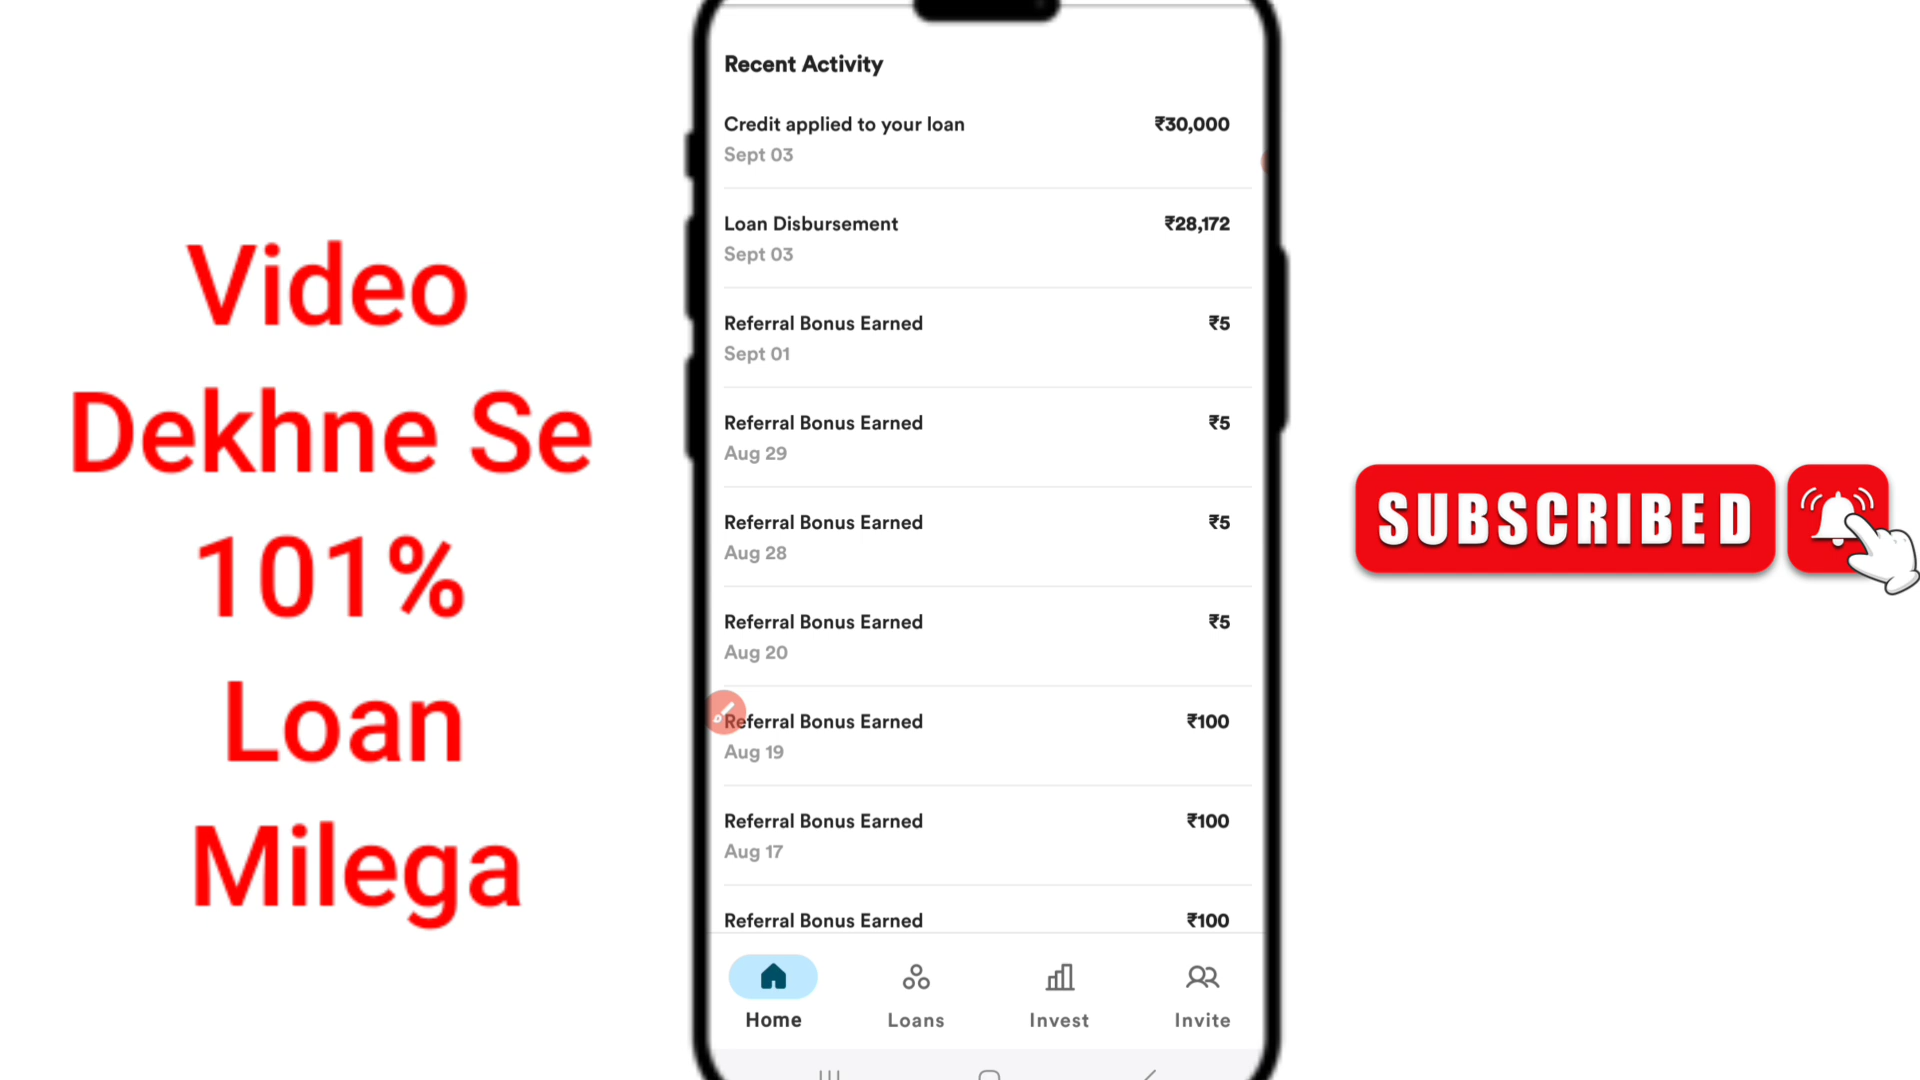 Video
Dekhne Se
101%
Loan
Milega
Recent Activity
Credit applied to your loan ₹30,000
Sept 03
Loan Disbursement ₹28,172
Sept 03
Referral Bonus Earned ₹5
Sept 01
Referral Bonus Earned ₹5
Aug 29
Referral Bonus Earned ₹5
Aug 28
Referral Bonus Earned ₹5
Aug 20
Referral Bonus Earned ₹100
Aug 19
Referral Bonus Earned ₹100
Aug 17
Referral Bonus Earned ₹100
Home Loans Invest Invite
SUBSCRIBED